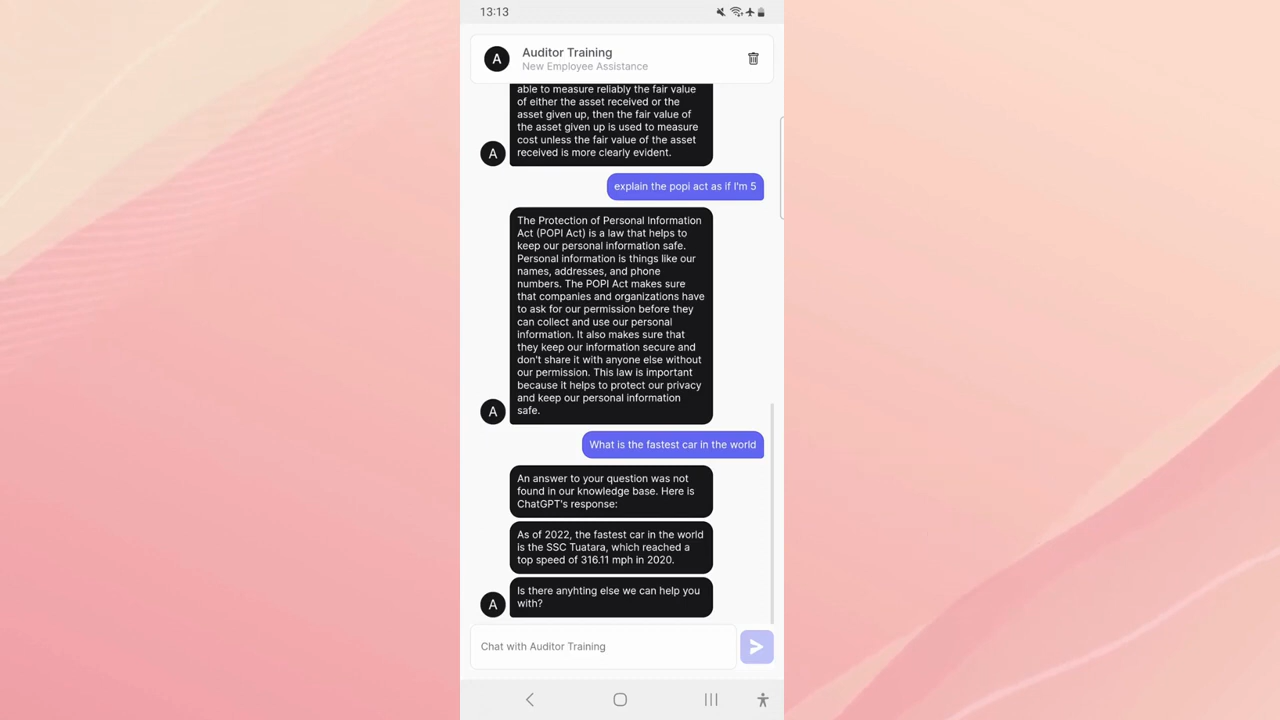 13:13
A
Auditor Training
New Employee Assistance
able to measure reliably the fair value
of either the asset received or the
asset given up, then the fair value of
the asset given up is used to measure
cost unless the fair value of the asset
received is more clearly evident.
A
explain the popi act as if I'm 5
The Protection of Personal Information
Act (POPI Act) is a law that helps to
keep our personal information safe.
Personal information is things like our
names, addresses, and phone
numbers. The POPI Act makes sure
that companies and organizations have
to ask for our permission before they
can collect and use our personal
information. It also makes sure that
they keep our information secure and
don't share it with anyone else without
our permission. This law is important
because it helps to protect our privacy
and keep our personal information
safe.
A
What is the fastest car in the world
An answer to your question was not
found in our knowledge base. Here is
ChatGPT's response:
As of 2022, the fastest car in the world
is the SSC Tuatara, which reached a
top speed of 316.11 mph in 2020.
Is there anyhting else we can help you
with?
A
Chat with Auditor Training